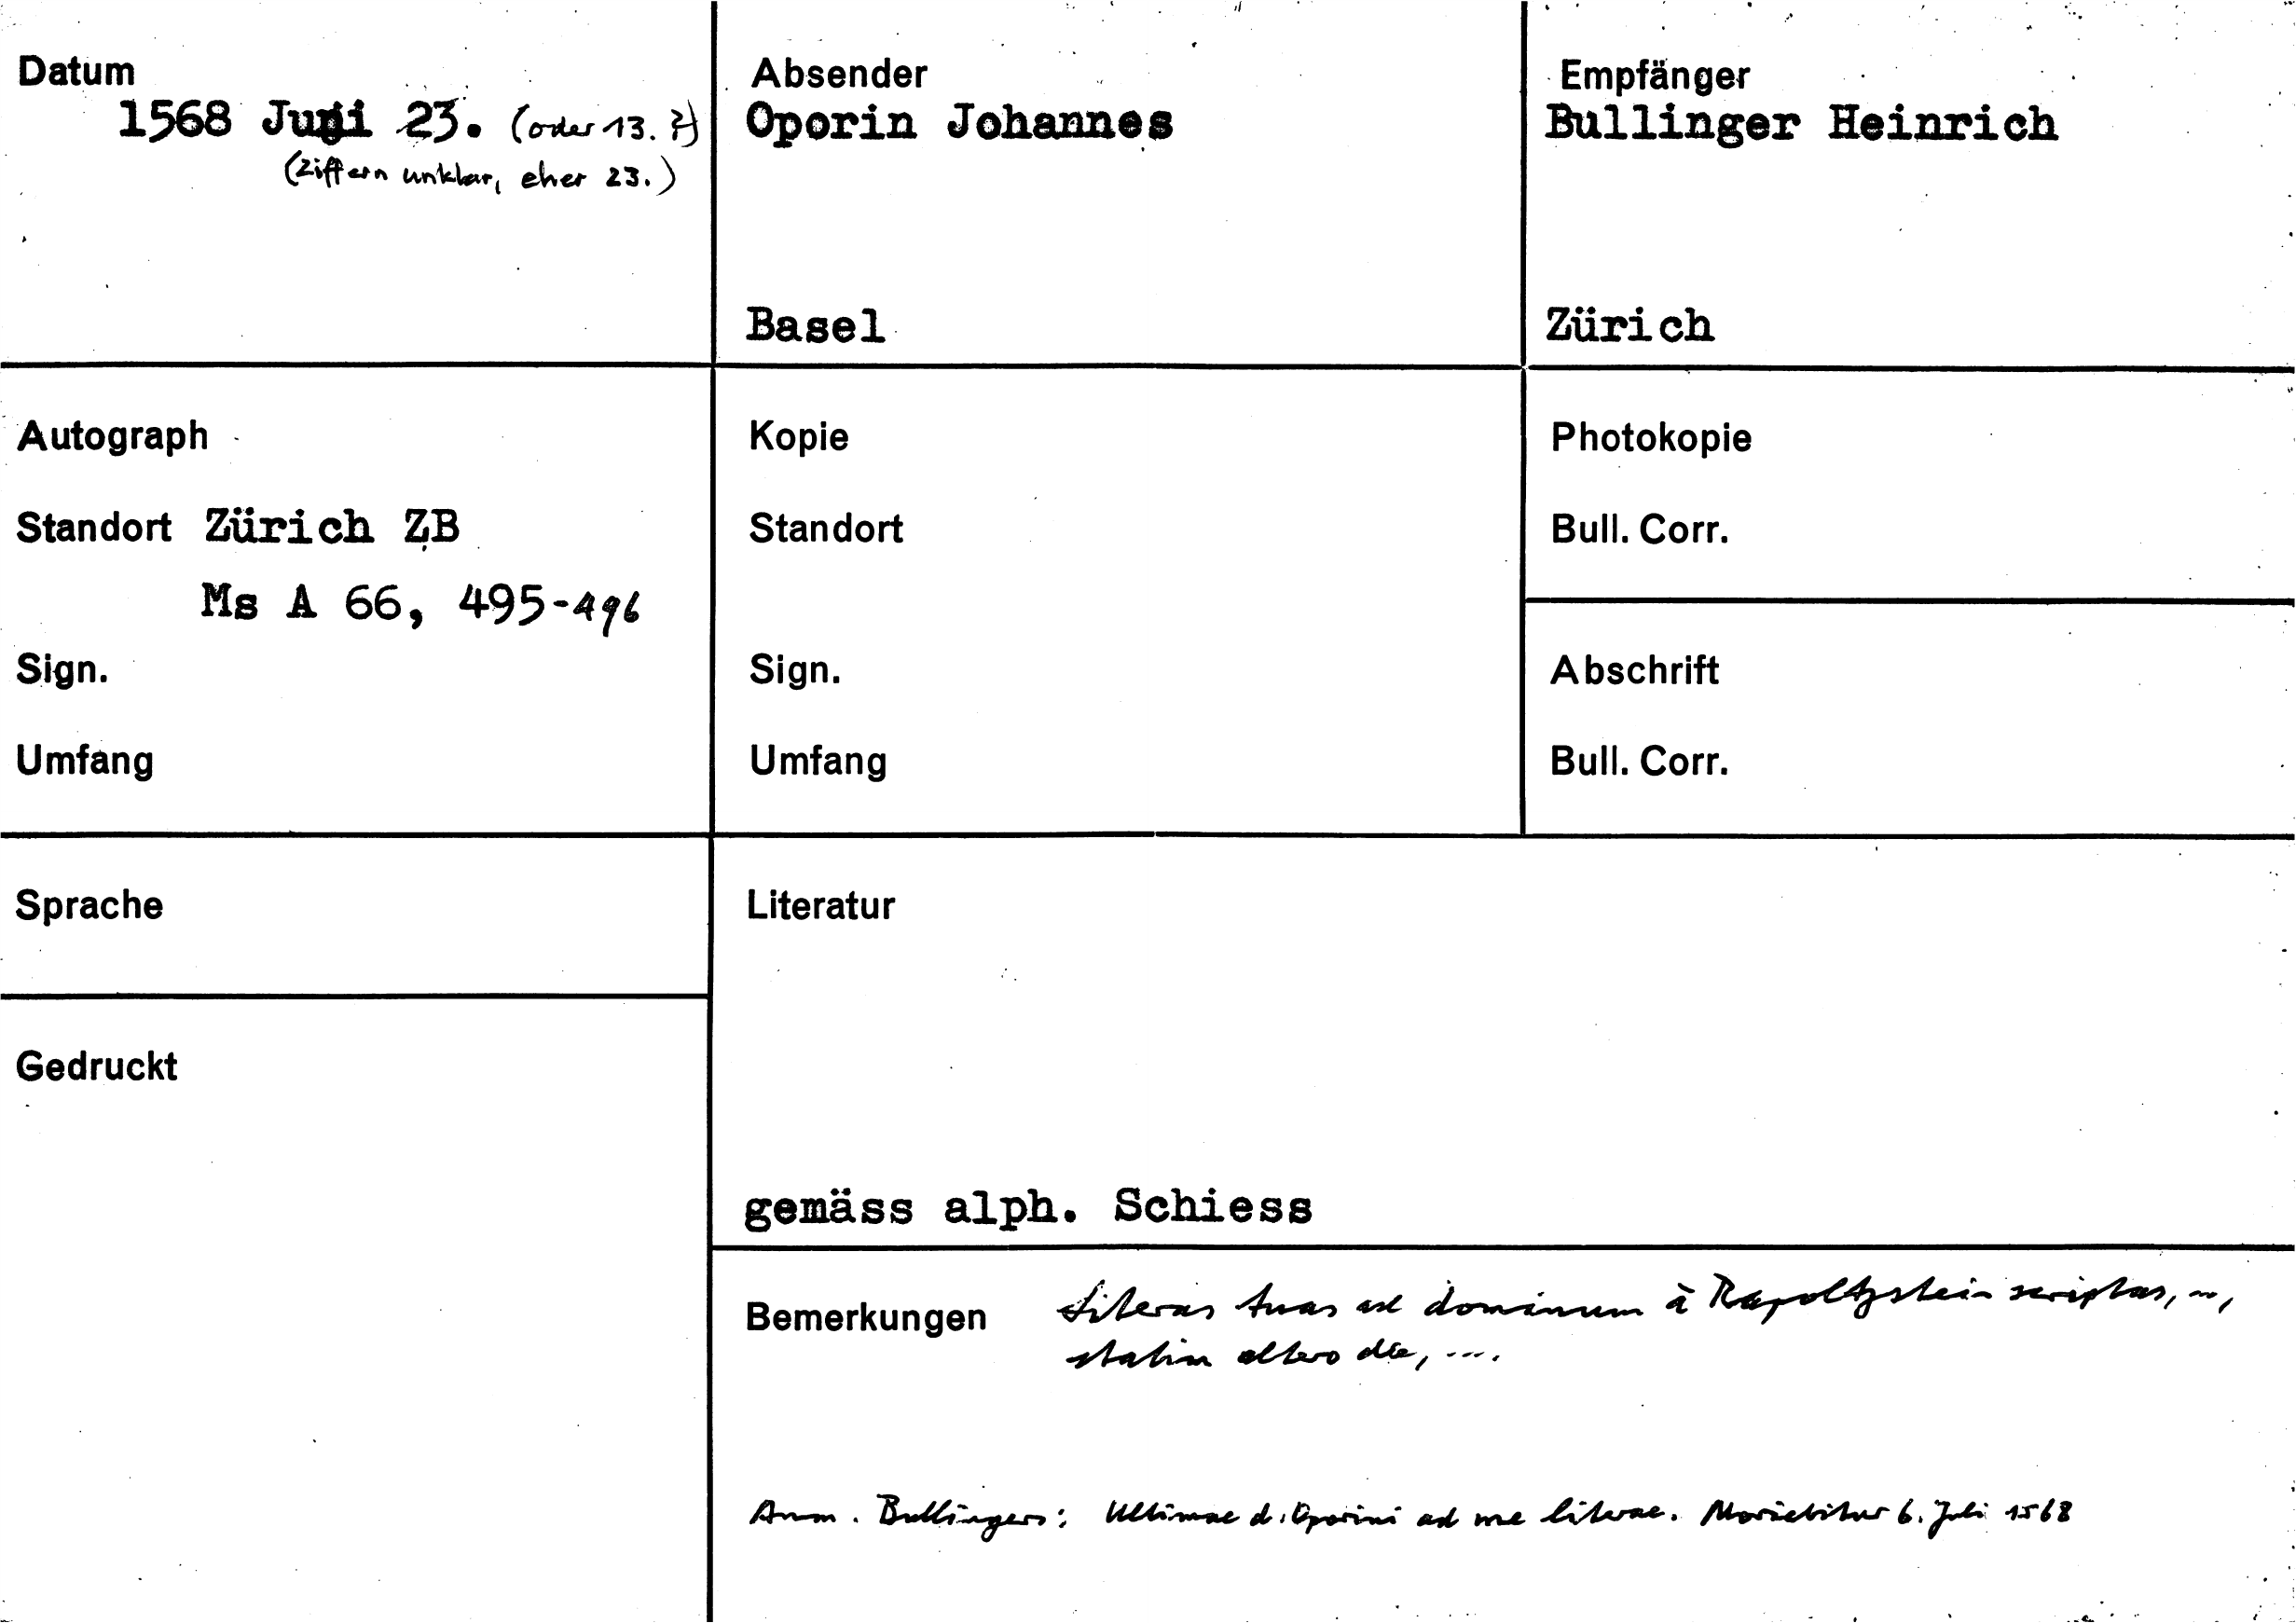 Datum
1568 Juni 23. (oder 13. ?)
(Ziffern unklar, eher 23.)
Absender
Oporin Johannes
Basel
Empfänger
Bullinger Heinrich
Zürich
Autograph
Standort Zürich ZB
Ms A 66, 495-496
Sign.
Umfang
Kopie
Standort
Sign.
Umfang
Photokopie
Bull. Corr.
Abschrift
Bull. Corr.
Sprache
Gedruckt
Literatur
gemäss alph. Schiess
Bemerkungen Literas tuas ad dominum à Rapoltzstein scriptas, ...,
statim altero die, ....
Anm. Bullingers: Ultimae d. Oporini ad me literae. Moriebitur 6. Juli 1568